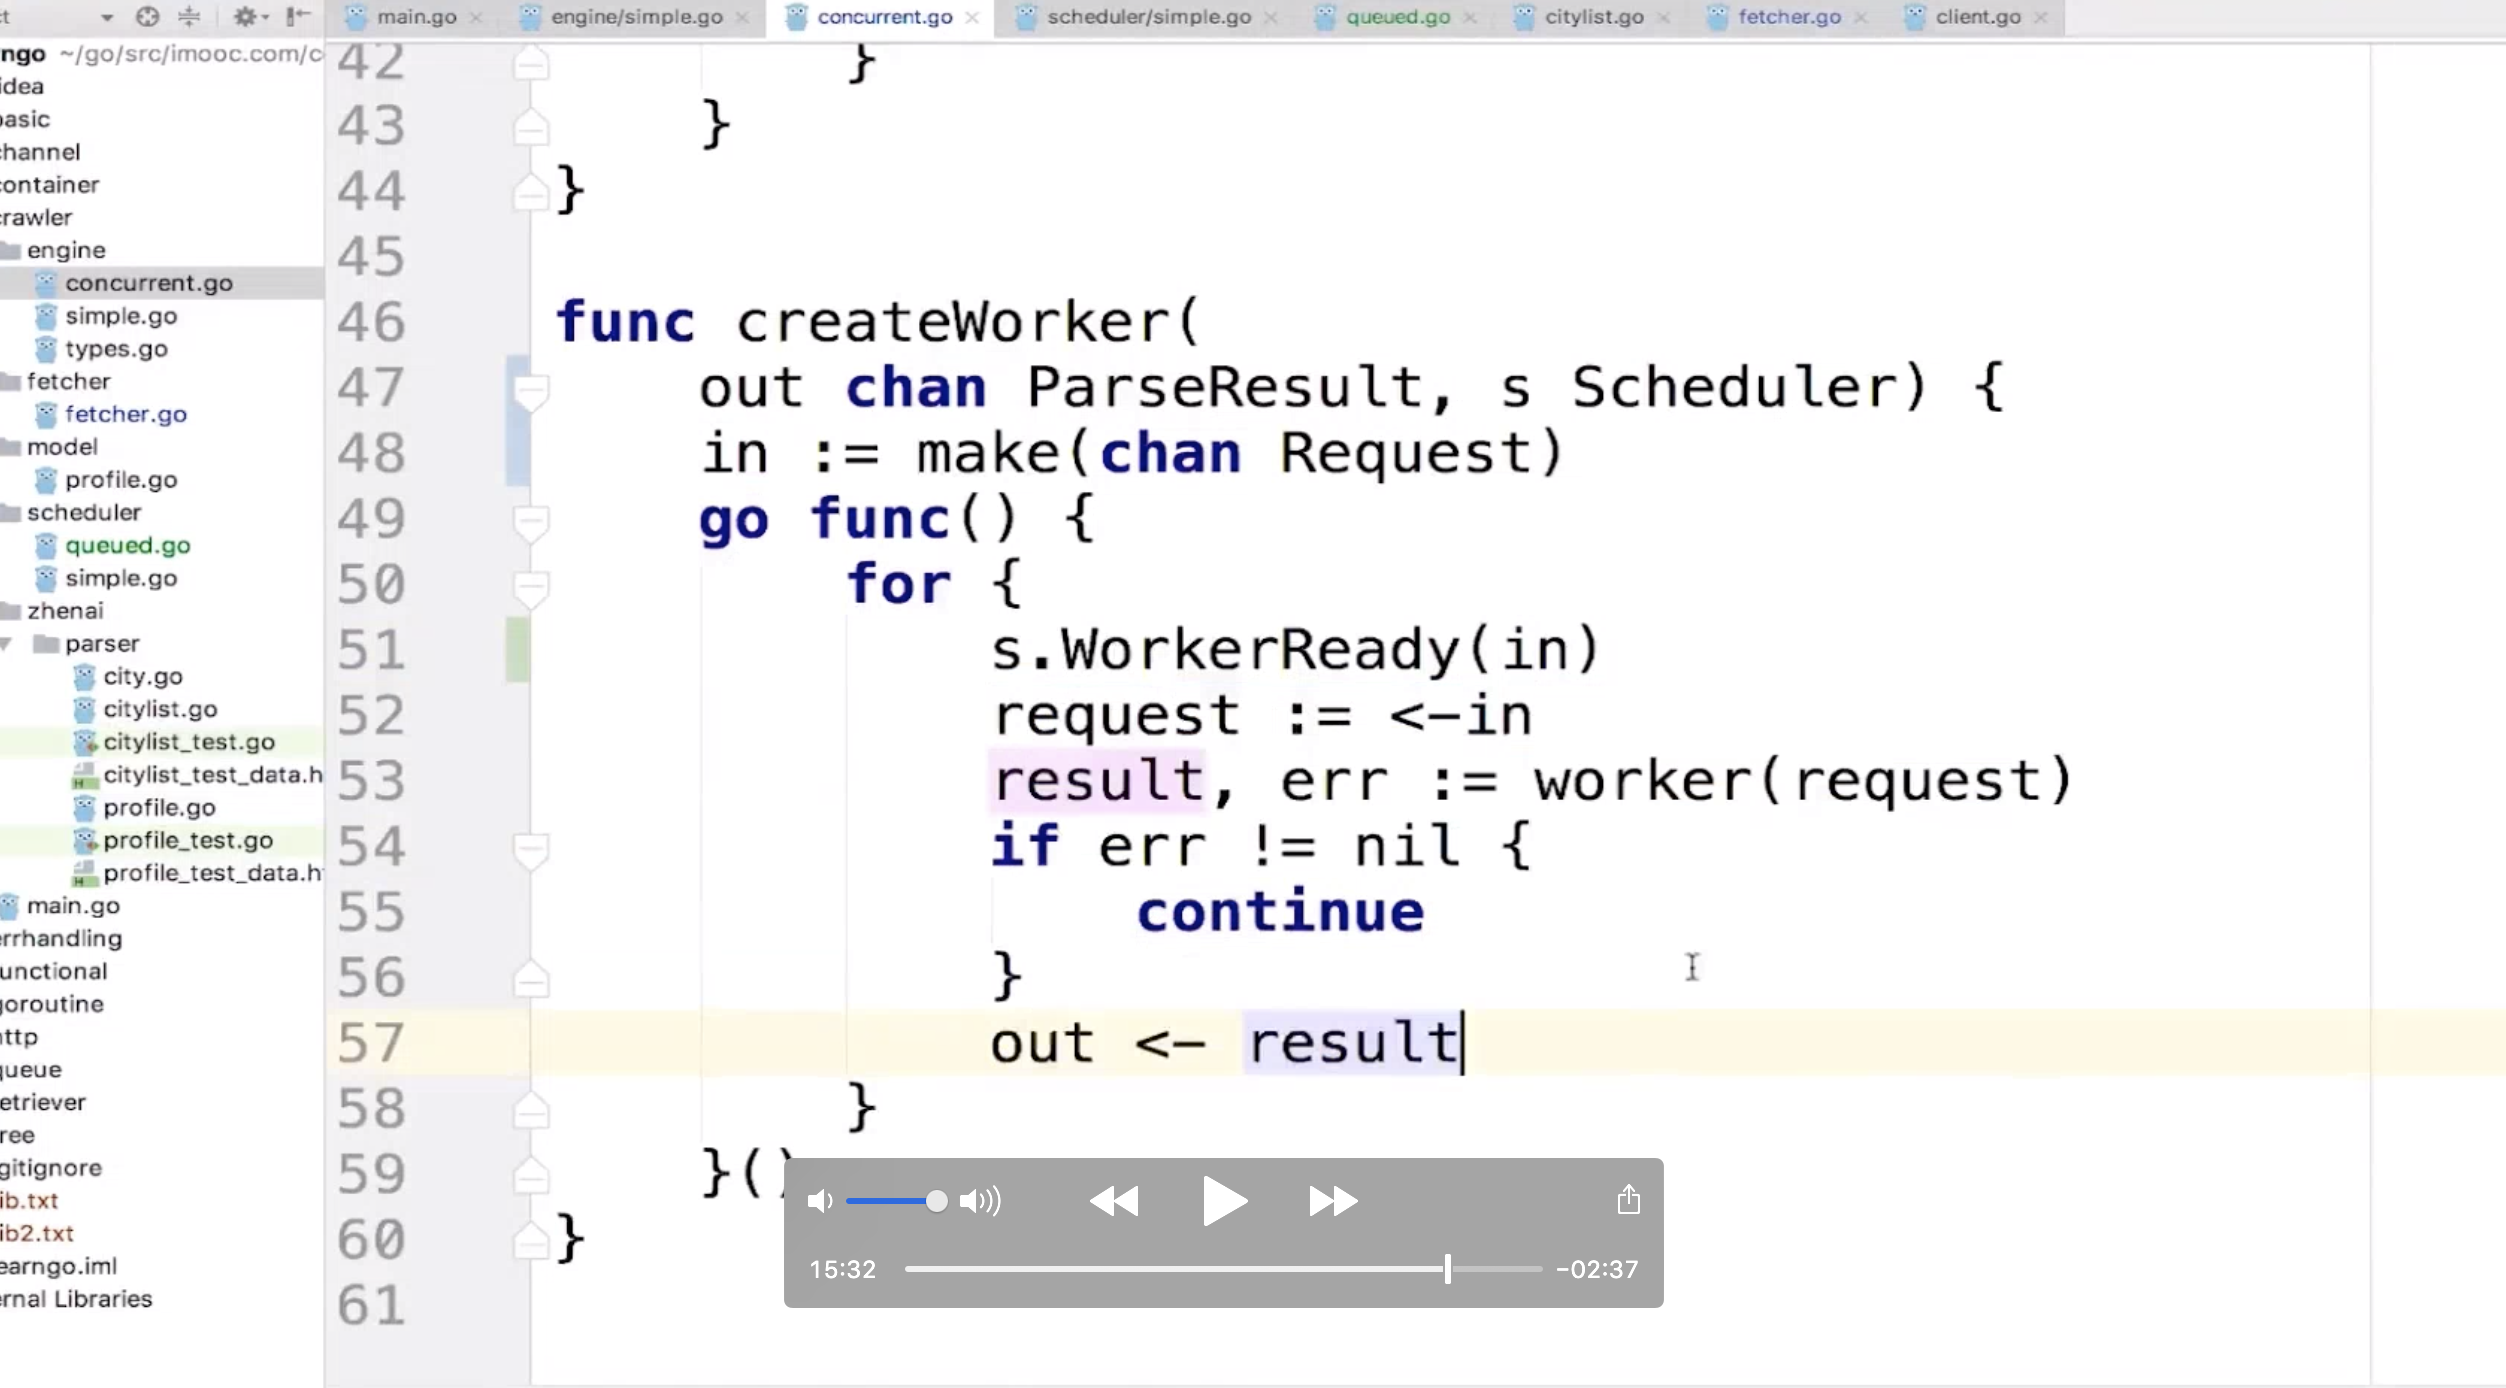 t
main.go
engine/simple.go
concurrent.go
scheduler/simple.go
queued.go
citylist.go
fetcher.go
client.go
ngo ~/go/src/imooc.com/c
idea
basic
channel
container
crawler
engine
concurrent.go
simple.go
types.go
fetcher
fetcher.go
model
profile.go
scheduler
queued.go
simple.go
zhenai
parser
city.go
citylist.go
citylist_test.go
citylist_test_data.h
profile.go
profile_test.go
profile_test_data.h
main.go
errhandling
unctional
goroutine
http
queue
etriever
ree
gitignore
ib.txt
ib2.txt
earngo.iml
ernal Libraries
42 }
43 }
44 }
45
46 func createWorker(
47 out chan ParseResult, s Scheduler) {
48 in := make(chan Request)
49 go func() {
50 for {
51 s.WorkerReady(in)
52 request := <-in
53 result, err := worker(request)
54 if err != nil {
55 continue
56 }
57 out <- result
58 }
59 }()
60 }
61
15:32
-02:37